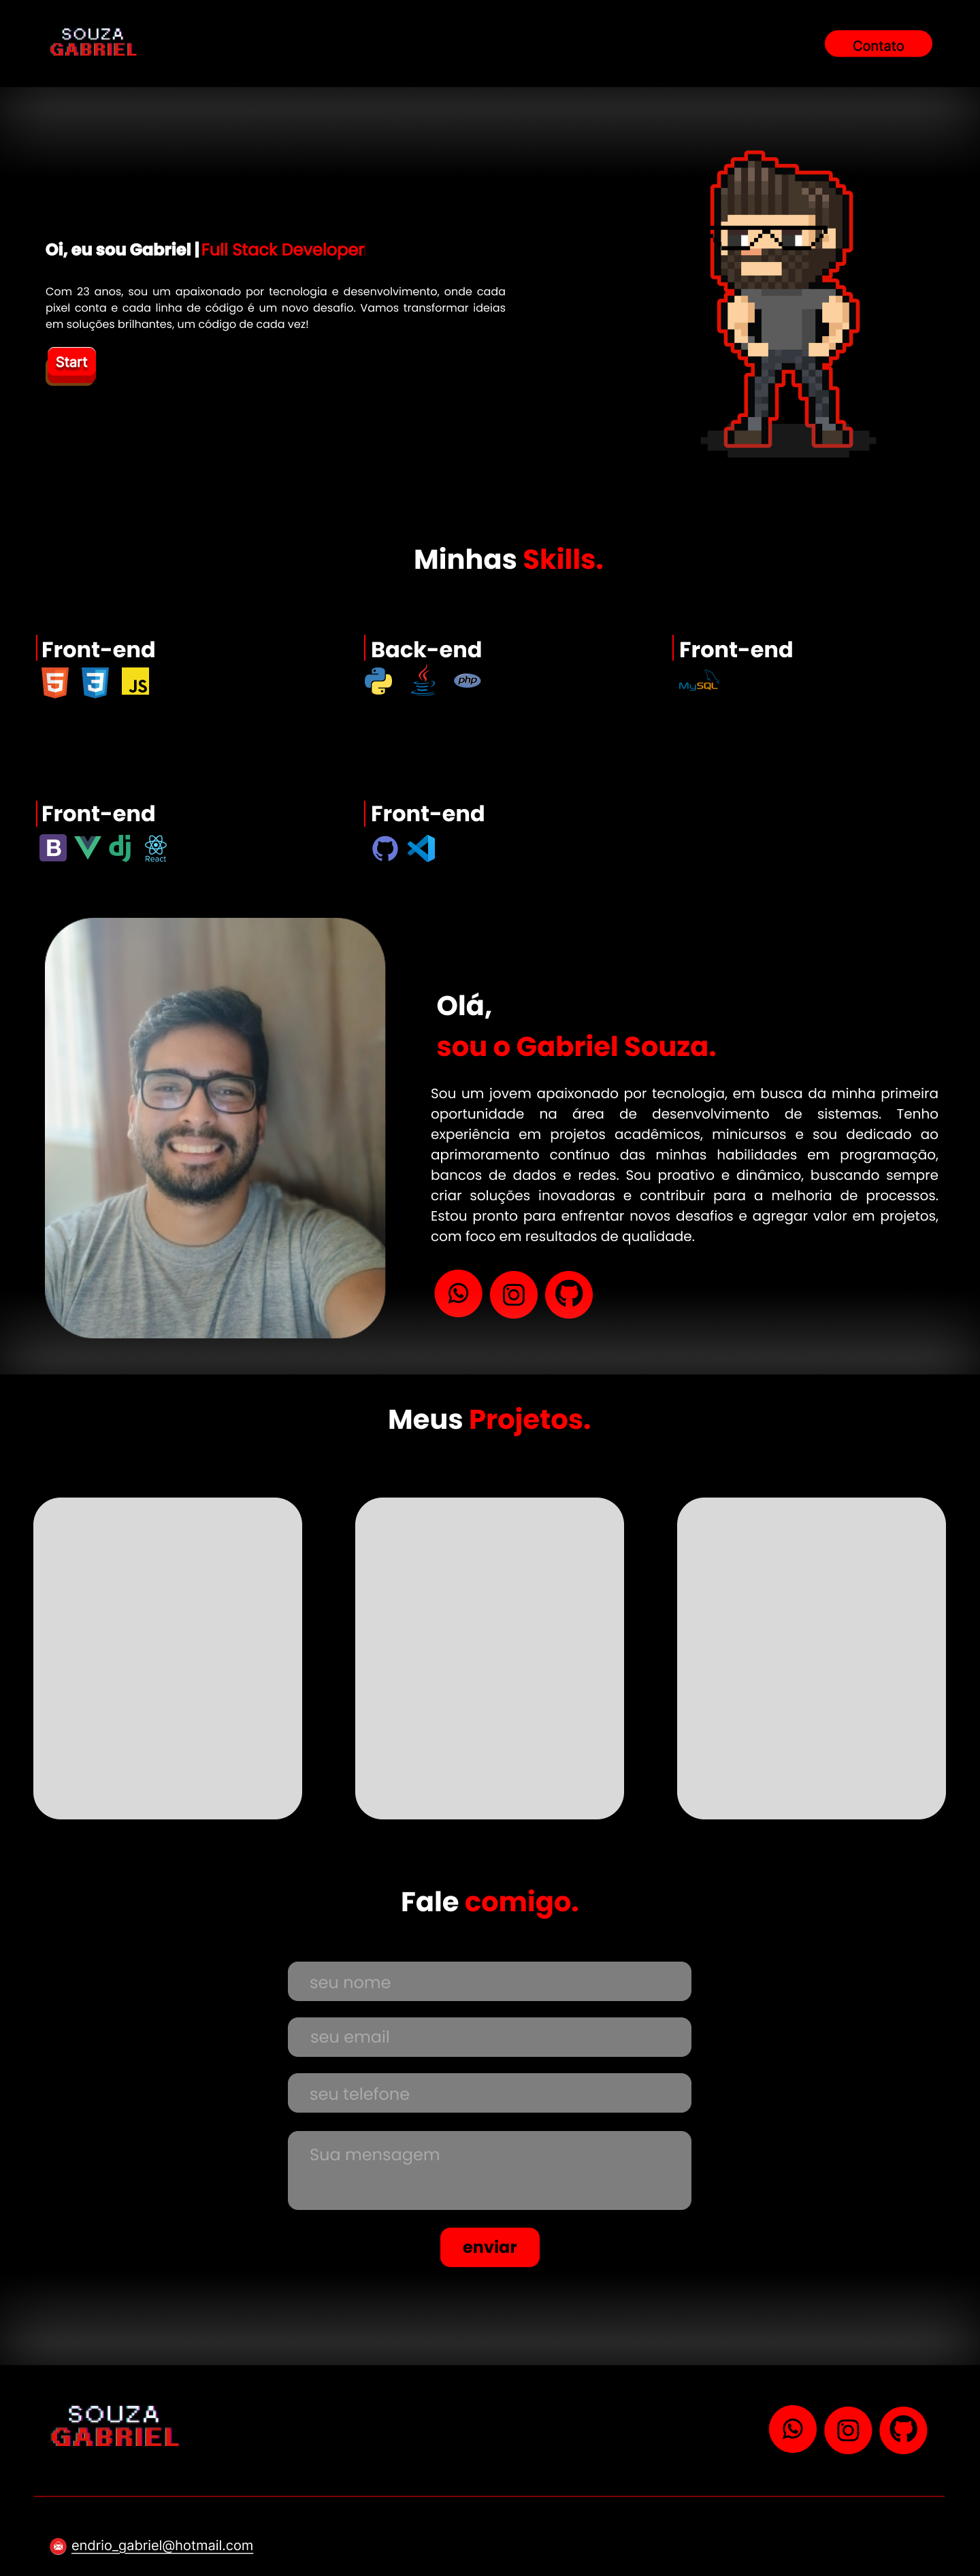 SOUZA
GABRIEL
Contato
Oi, eu sou Gabriel | Full Stack Developer
Com 23 anos, sou um apaixonado por tecnologia e desenvolvimento, onde cada
pixel conta e cada linha de código é um novo desafio. Vamos transformar ideias
em soluções brilhantes, um código de cada vez!
Start
Minhas Skills.
Front-end
Back-end
Front-end
5
3
JS
php
MySQL
Front-end
Front-end
B
dj
React
Olá,
sou o Gabriel Souza.
Sou um jovem apaixonado por tecnologia, em busca da minha primeira
oportunidade na área de desenvolvimento de sistemas. Tenho
experiência em projetos acadêmicos, minicursos e sou dedicado ao
aprimoramento contínuo das minhas habilidades em programação,
bancos de dados e redes. Sou proativo e dinâmico, buscando sempre
criar soluções inovadoras e contribuir para a melhoria de processos.
Estou pronto para enfrentar novos desafios e agregar valor em projetos,
com foco em resultados de qualidade.
Meus Projetos.
Fale comigo.
seu nome
seu email
seu telefone
Sua mensagem
enviar
SOUZA
GABRIEL
endrio_gabriel@hotmail.com